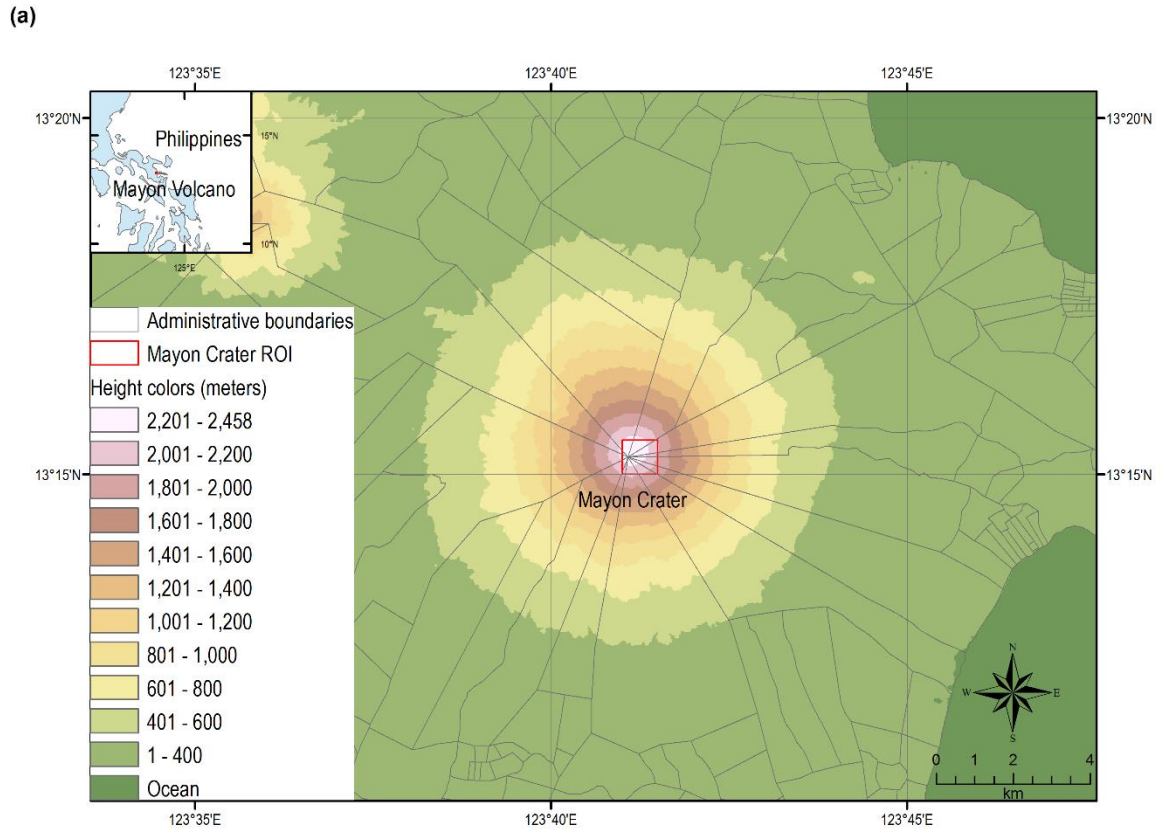 (a)
123°35'E 123°40'E 123°45'E
13°20'N 13°20'N
Philippines
15°N
Mayon Volcano
10°N
125°E
Administrative boundaries
Mayon Crater ROI
Height colors (meters)
2,201 - 2,458
2,001 - 2,200
1,801 - 2,000
1,601 - 1,800
1,401 - 1,600
1,201 - 1,400
1,001 - 1,200
801 - 1,000
601 - 800
401 - 600
1 - 400
Ocean
13°15'N 13°15'N
Mayon Crater
N
W E
S
0 1 2 4
km
123°35'E 123°40'E 123°45'E